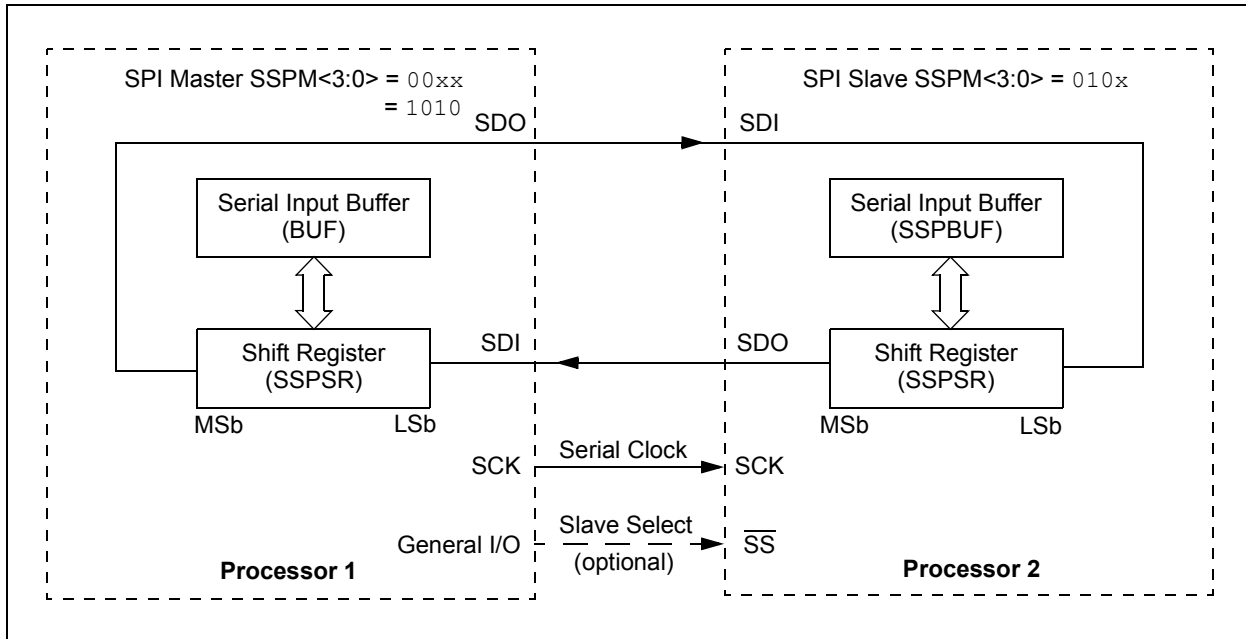 SPI Master SSPM<3:0> = 00xx
= 1010
SDO
Serial Input Buffer
(BUF)
Shift Register
(SSPSR)
MSb
LSb
SDI
SCK
General I/O
Processor 1
Serial Clock
Slave Select
(optional)
SPI Slave SSPM<3:0> = 010x
SDI
Serial Input Buffer
(SSPBUF)
SDO
Shift Register
(SSPSR)
MSb
LSb
SCK
S̅S̅
Processor 2